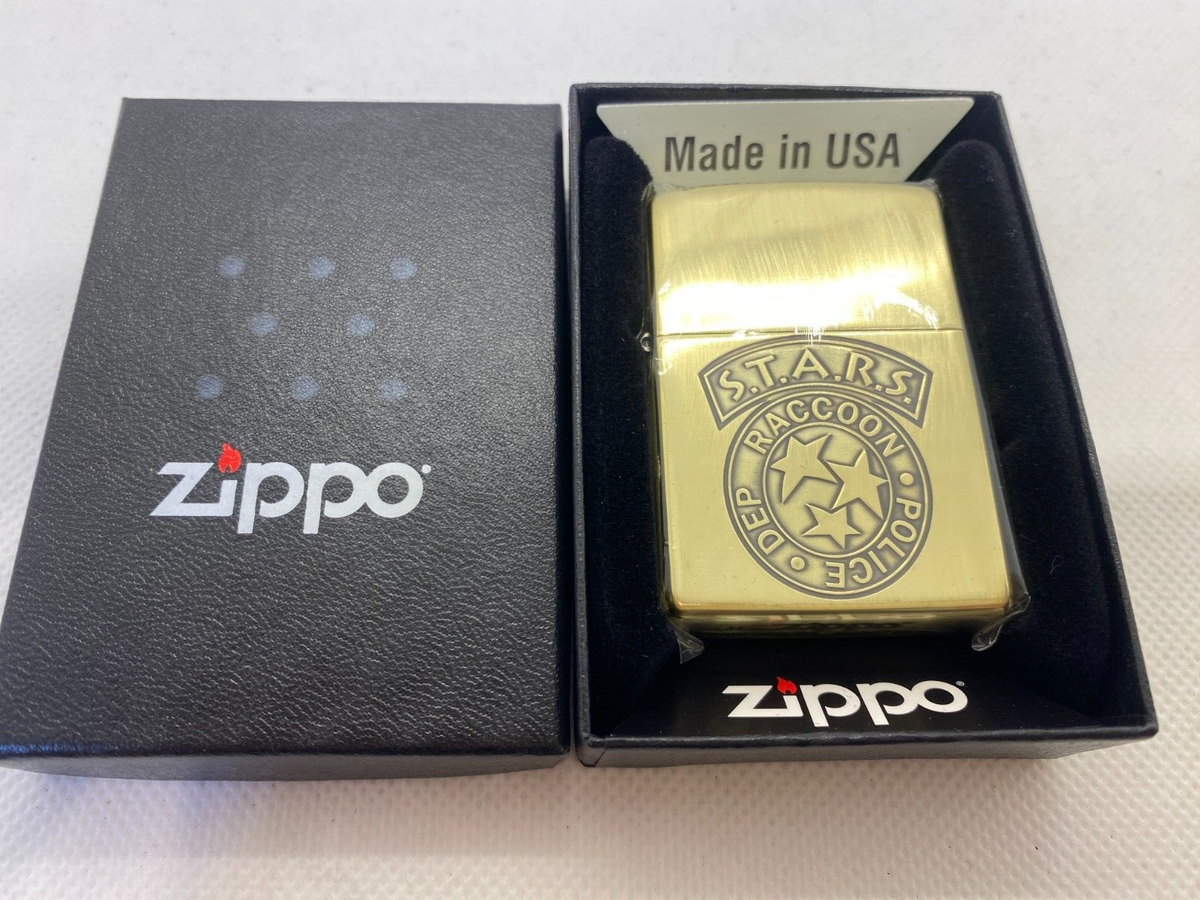 zippo
Made in USA
S.T.A.R.S.
RACCOON • POLICE • DEP
zippo